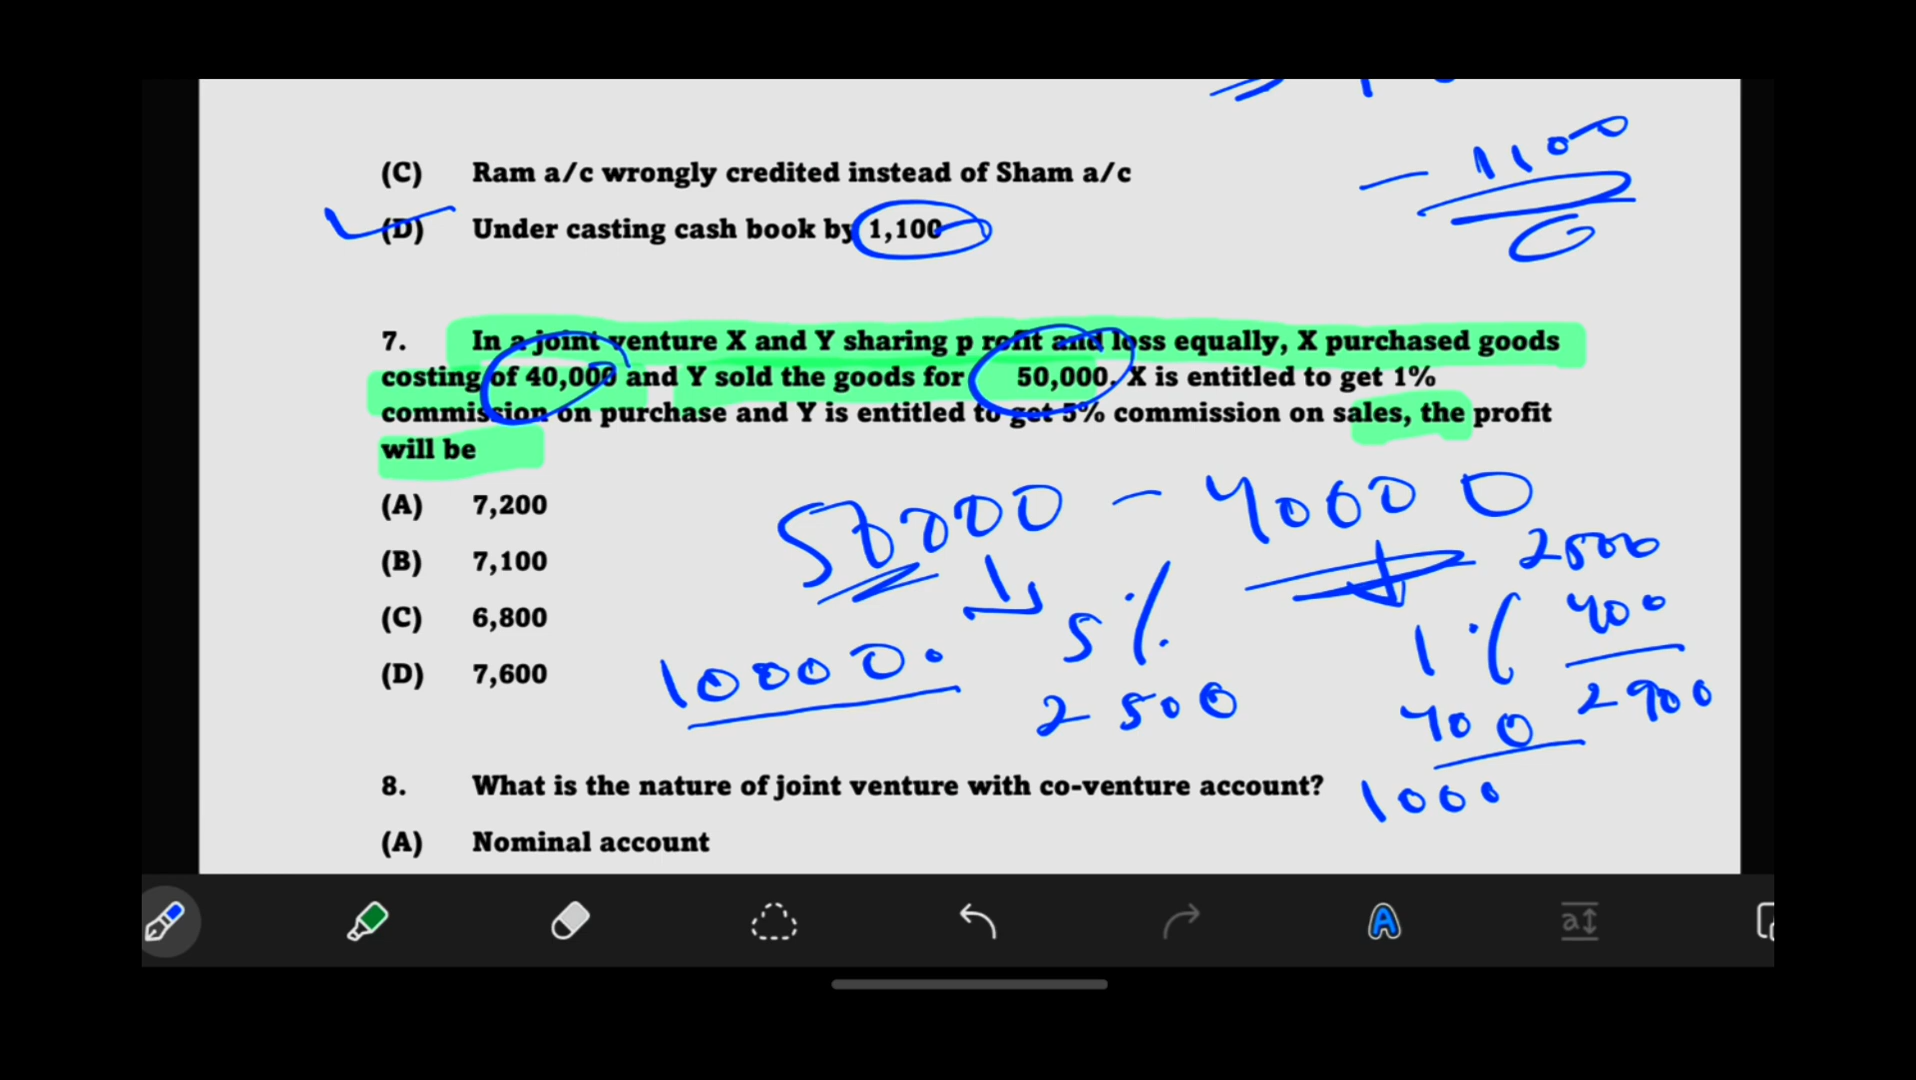 - 1100
0
(C) Ram a/c wrongly credited instead of Sham a/c
(D) Under casting cash book by 1,100
7. In a joint venture X and Y sharing p rofit and loss equally, X purchased goods
costing of 40,000 and Y sold the goods for 50,000. X is entitled to get 1%
commission on purchase and Y is entitled to get 5% commission on sales, the profit
will be
(A) 7,200
(B) 7,100
(C) 6,800
(D) 7,600
50000 - 40000
10000
5%
2500
1%
400
1000
2500
400
2900
8. What is the nature of joint venture with co-venture account?
(A) Nominal account
A
a